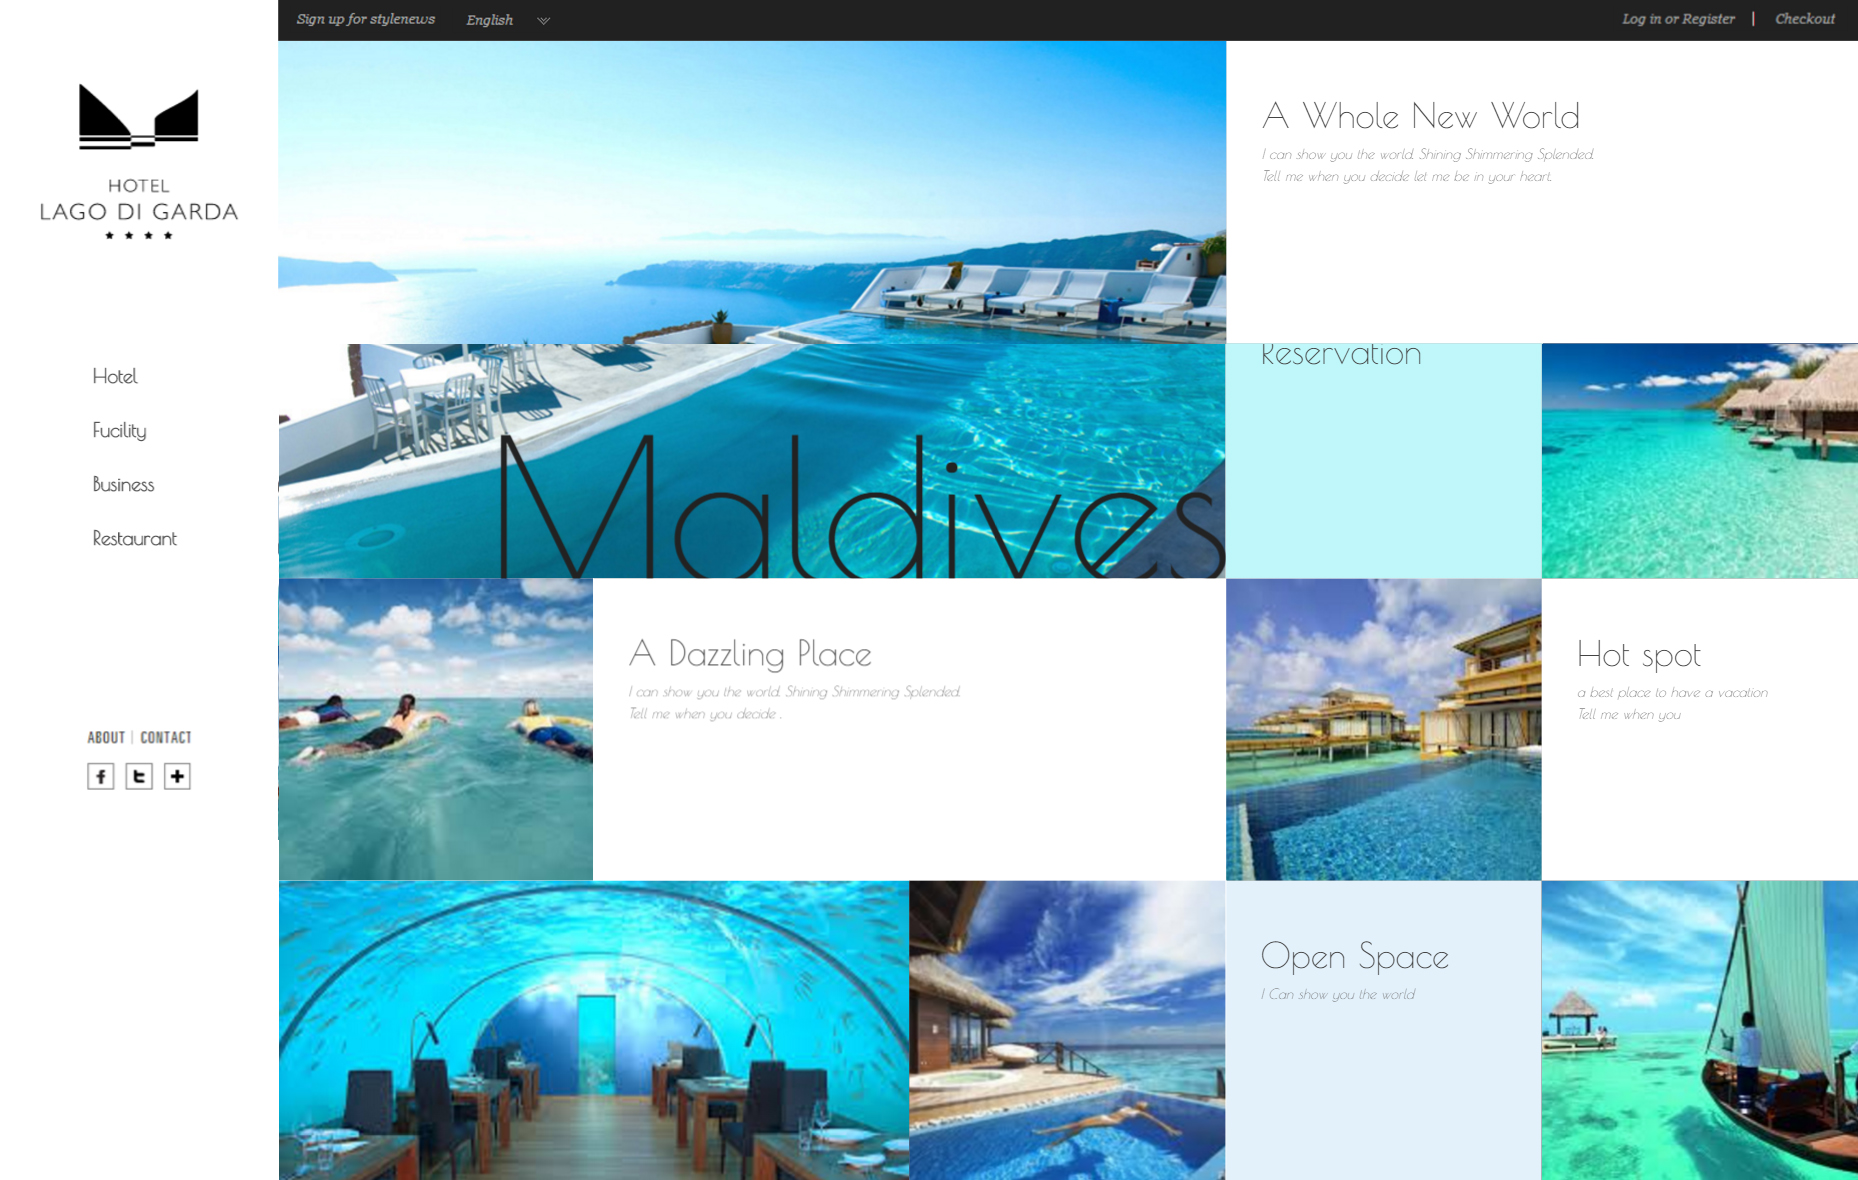 Sign up for stylenews
English
Log in or Register
Checkout
HOTEL
LAGO DI GARDA
Hotel
Fucility
Business
Restaurant
ABOUT | CONTACT
A Whole New World
I can show you the world. Shining Shimmering Splended.
Tell me when you decide let me be in your heart.
Reservation
Maldives
A Dazzling Place
I can show you the world. Shining Shimmering Splended.
Tell me when you decide .
Hot spot
a best place to have a vacation
Tell me when you
Open Space
I Can show you the world